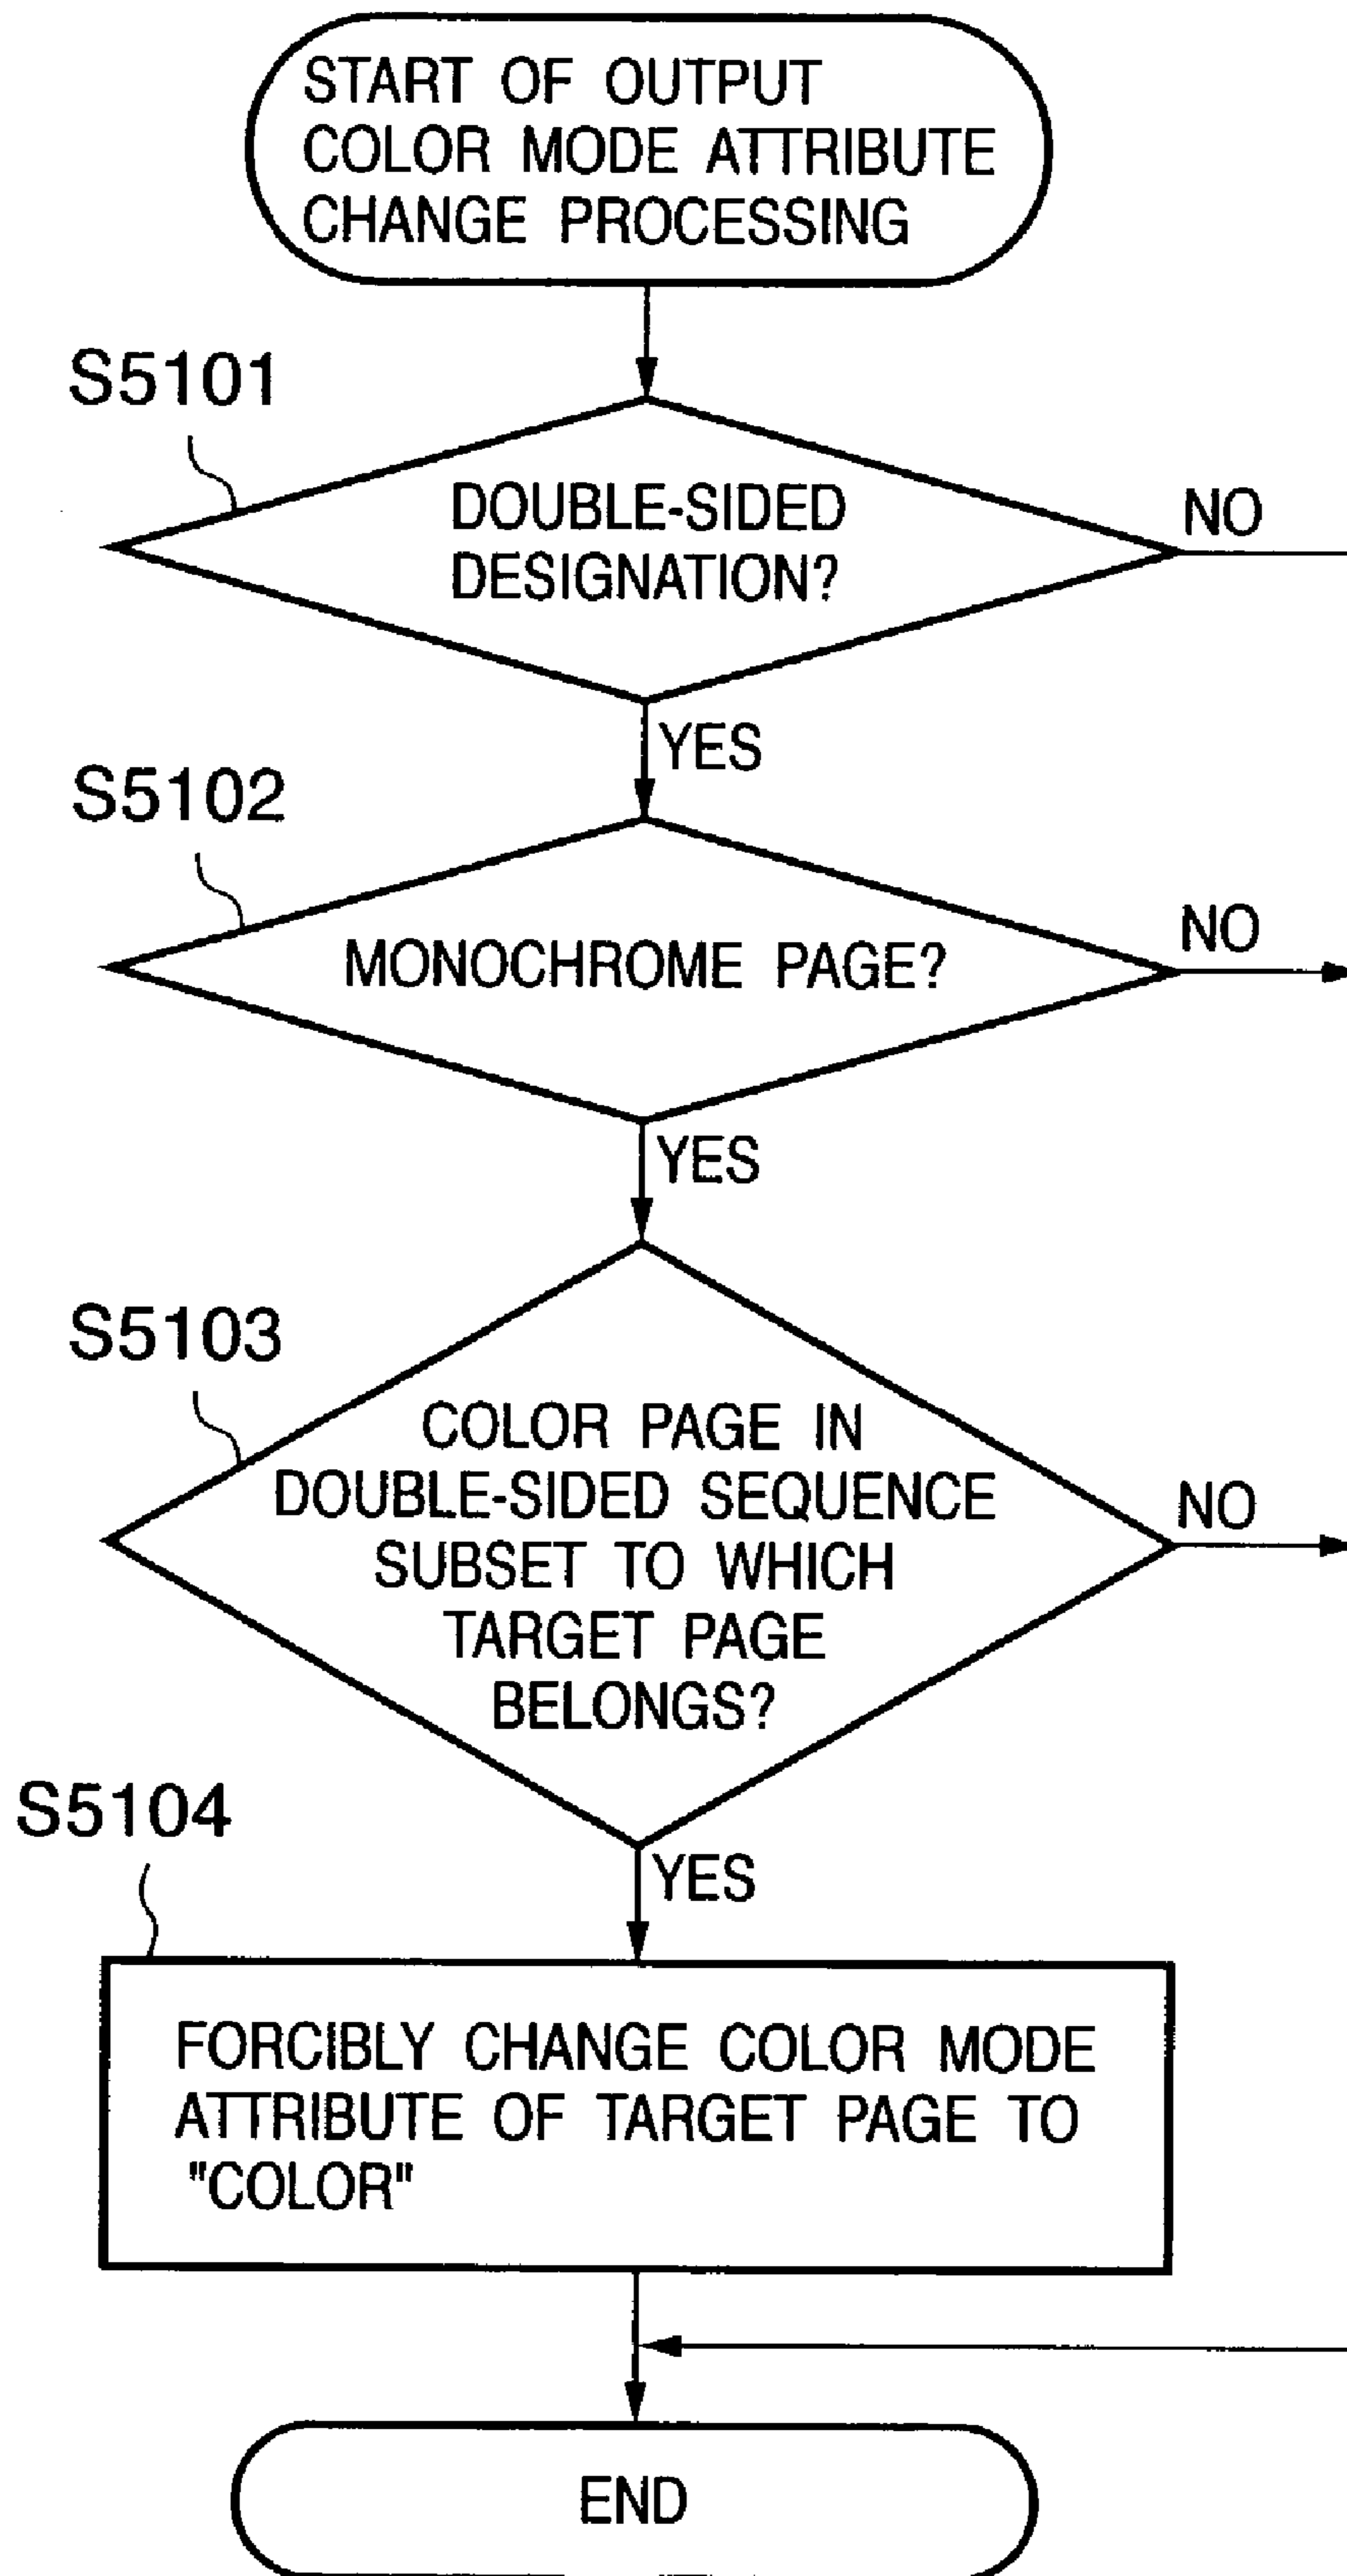 START OF OUTPUT
COLOR MODE ATTRIBUTE
CHANGE PROCESSING
S5101
DOUBLE-SIDED
DESIGNATION?
NO
YES
S5102
MONOCHROME PAGE?
NO
YES
S5103
COLOR PAGE IN
DOUBLE-SIDED SEQUENCE
SUBSET TO WHICH
TARGET PAGE
BELONGS?
NO
YES
S5104
FORCIBLY CHANGE COLOR MODE
ATTRIBUTE OF TARGET PAGE TO
"COLOR"
END